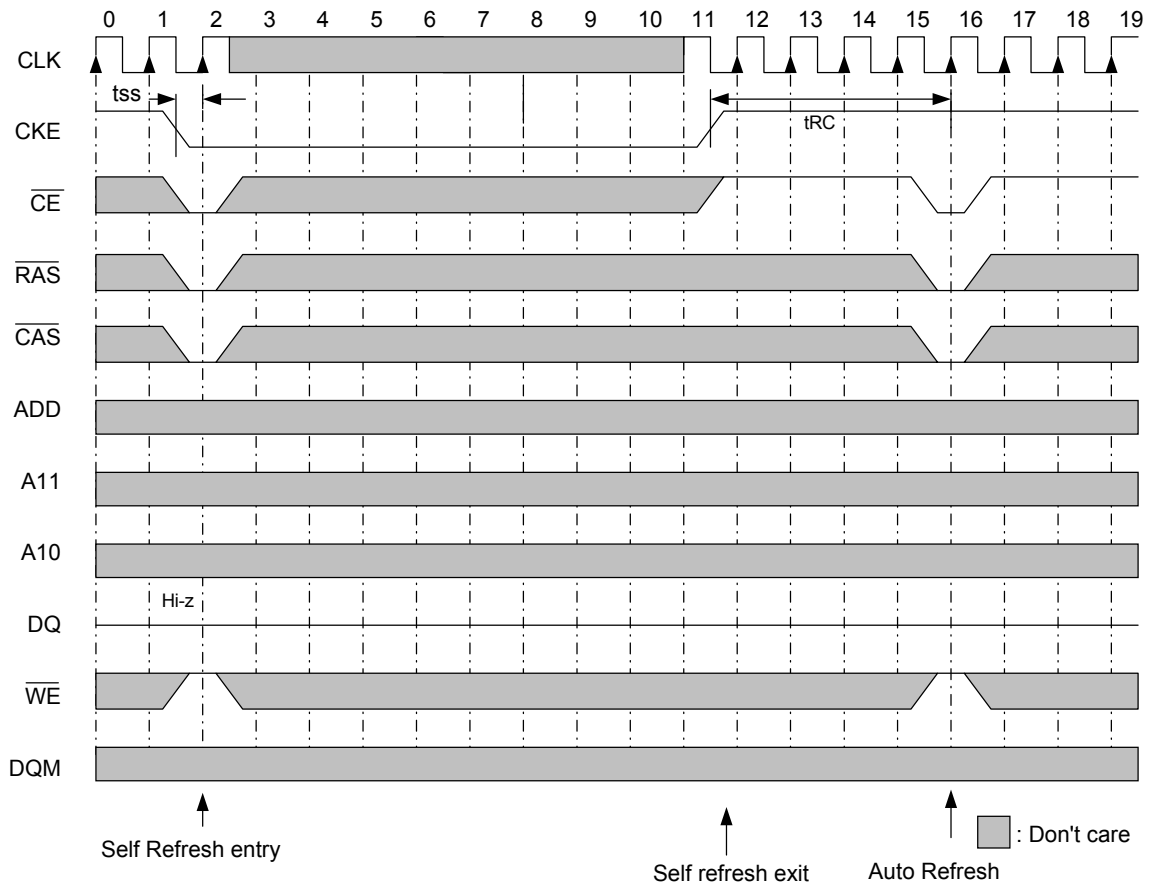 0 1 2 3 4 5 6 7 8 9 10 11 12 13 14 15 16 17 18 19
CLK
tss
CKE
tRC
CE
RAS
CAS
ADD
A11
A10
Hi-z
DQ
WE
DQM
: Don't care
Self Refresh entry
Self refresh exit
Auto Refresh